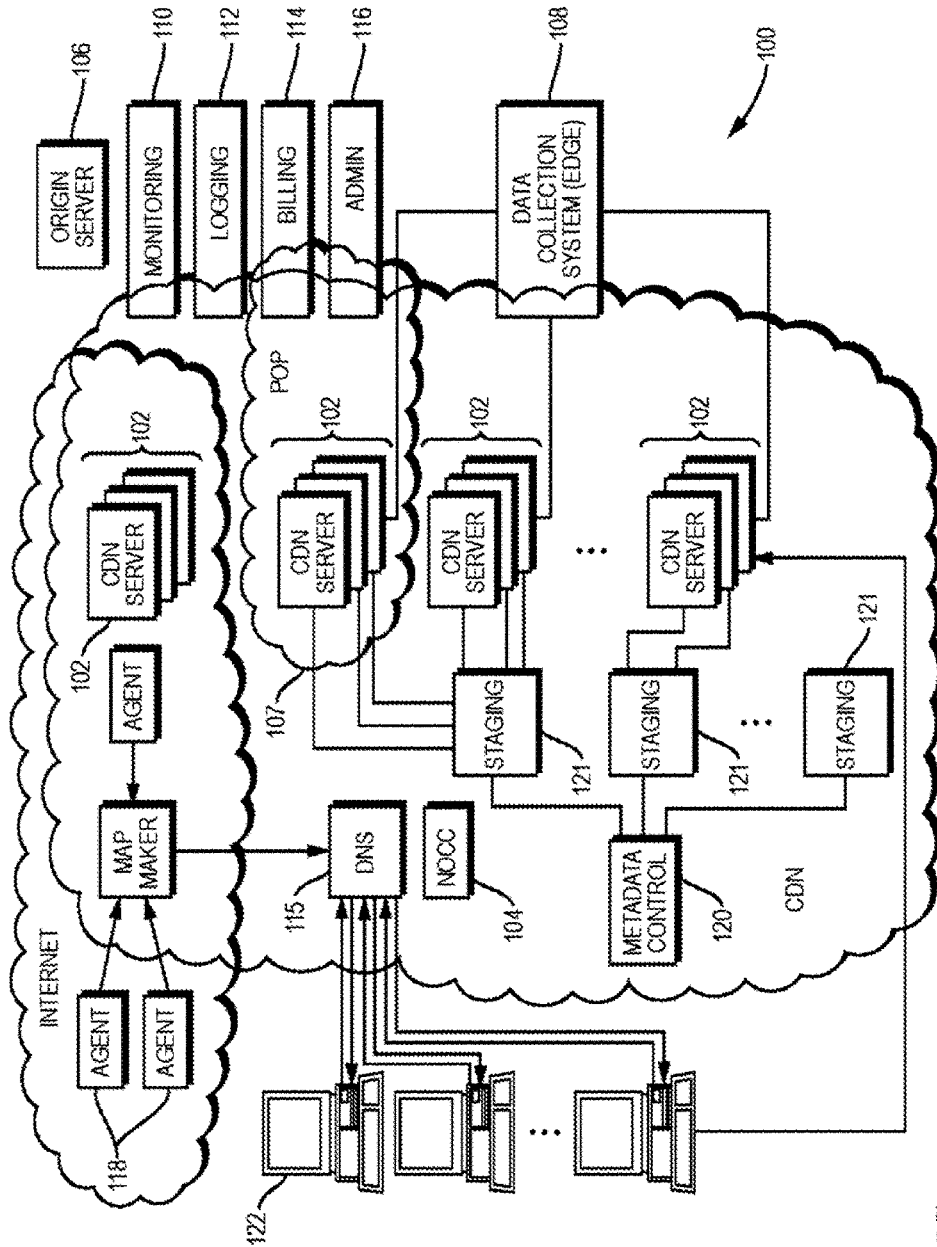 INTERNET
AGENT
AGENT
118
MAP
MAKER
AGENT
102
CDN
SERVER
102
ORIGIN
SERVER
106
MONITORING
110
LOGGING
112
BILLING
114
ADMIN
116
POP
CDN
SERVER
102
107
115
DNS
NOCC
104
122
CDN
SERVER
102
STAGING
121
DATA
COLLECTION
SYSTEM (EDGE)
108
...
CDN
SERVER
102
STAGING
121
...
STAGING
121
METADATA
CONTROL
120
CDN
...
100